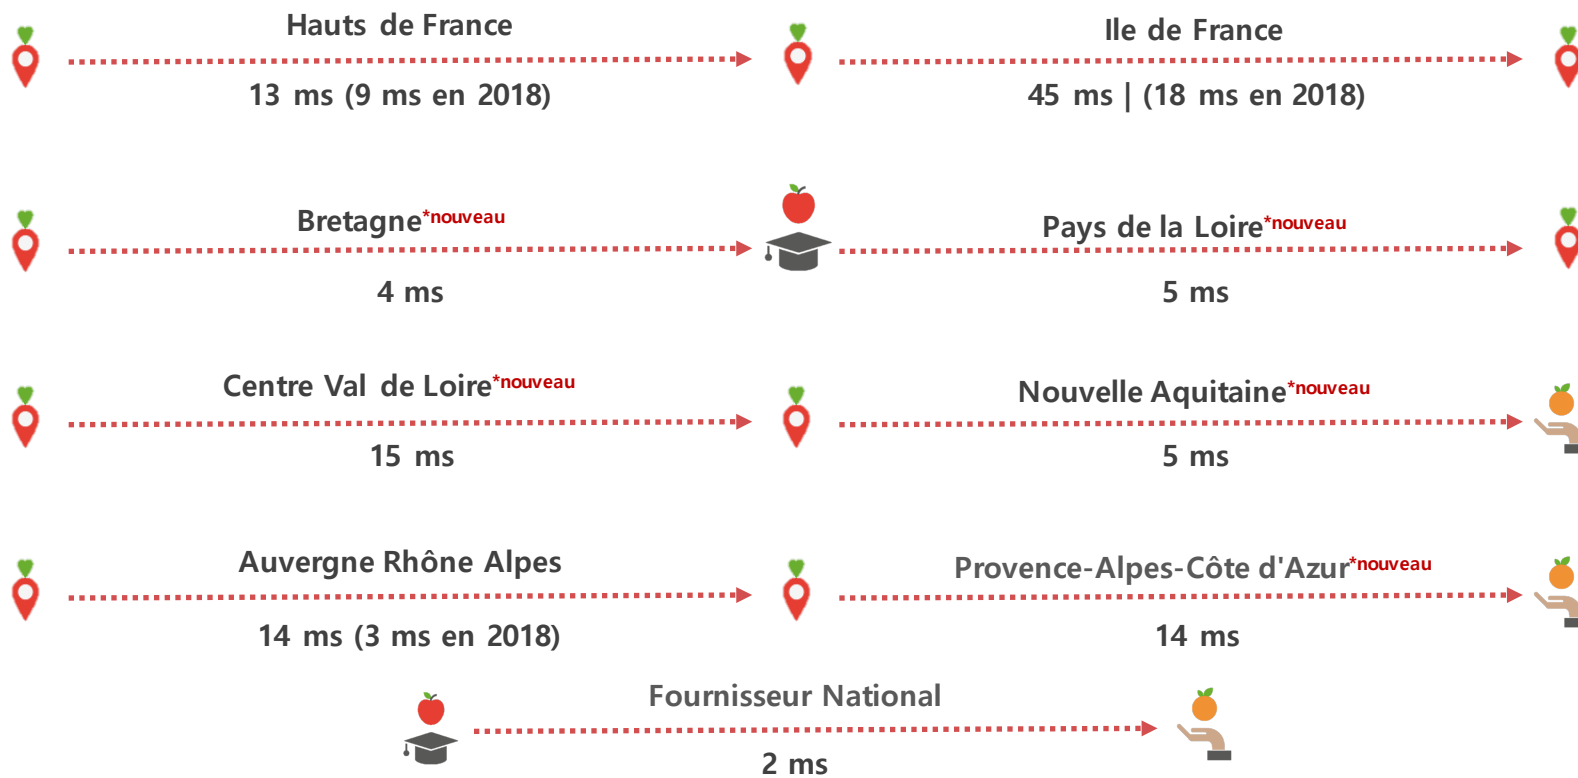 Hauts de France
13 ms (9 ms en 2018)
Ile de France
45 ms | (18 ms en 2018)
Bretagne*nouveau
4 ms
Pays de la Loire*nouveau
5 ms
Centre Val de Loire*nouveau
15 ms
Nouvelle Aquitaine*nouveau
5 ms
Auvergne Rhône Alpes
14 ms (3 ms en 2018)
Provence-Alpes-Côte d'Azur*nouveau
14 ms
Fournisseur National
2 ms